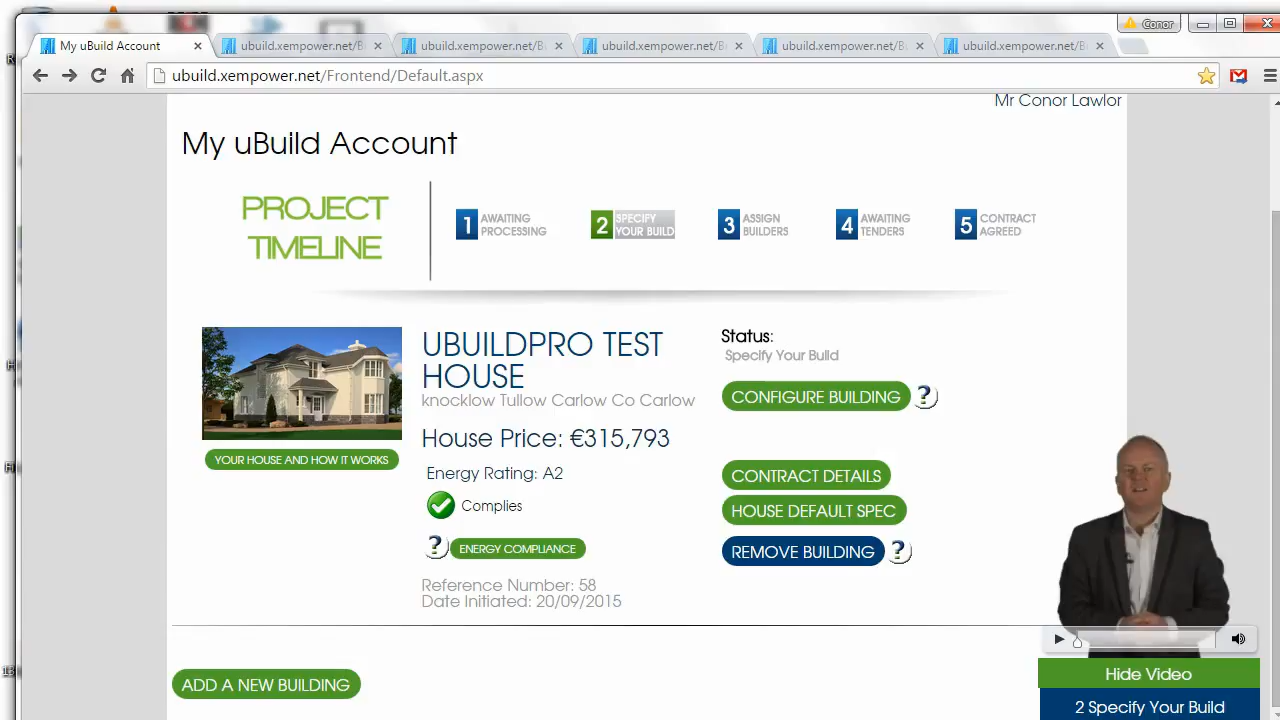 Conor
My uBuild Account
ubuild.xempower.net/B
ubuild.xempower.net/B
ubuild.xempower.net/B
ubuild.xempower.net/B
ubuild.xempower.net/B
ubuild.xempower.net/Frontend/Default.aspx
Mr Conor Lawlor
My uBuild Account
PROJECT
TIMELINE
1 AWAITING
PROCESSING
2 SPECIFY
YOUR BUILD
3 ASSIGN
BUILDERS
4 AWAITING
TENDERS
5 CONTRACT
AGREED
UBUILDPRO TEST
HOUSE
knocklow Tullow Carlow Co Carlow
House Price: €315,793
Energy Rating: A2
Complies
? ENERGY COMPLIANCE
Reference Number: 58
Date Initiated: 20/09/2015
YOUR HOUSE AND HOW IT WORKS
Status:
Specify Your Build
CONFIGURE BUILDING ?
CONTRACT DETAILS
HOUSE DEFAULT SPEC
REMOVE BUILDING ?
ADD A NEW BUILDING
Hide Video
2 Specify Your Build